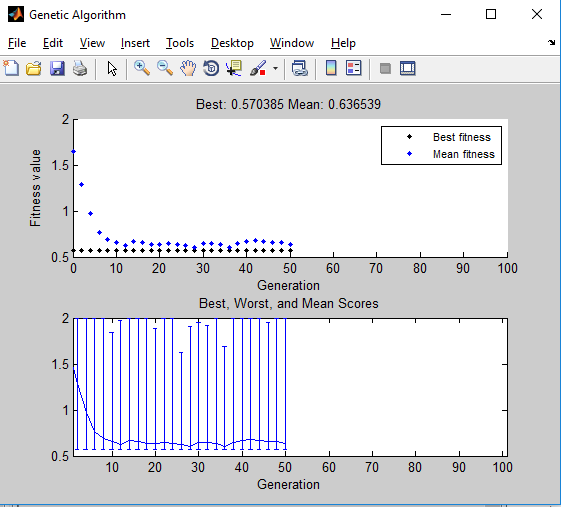 Genetic Algorithm
File Edit View Insert Tools Desktop Window Help
Best: 0.570385 Mean: 0.636539
2
1.5
1
0.5
Fitness value
Best fitness
Mean fitness
0 10 20 30 40 50 60 70 80 90 100
Generation
Best, Worst, and Mean Scores
2
1.5
1
0.5
10 20 30 40 50 60 70 80 90 100
Generation